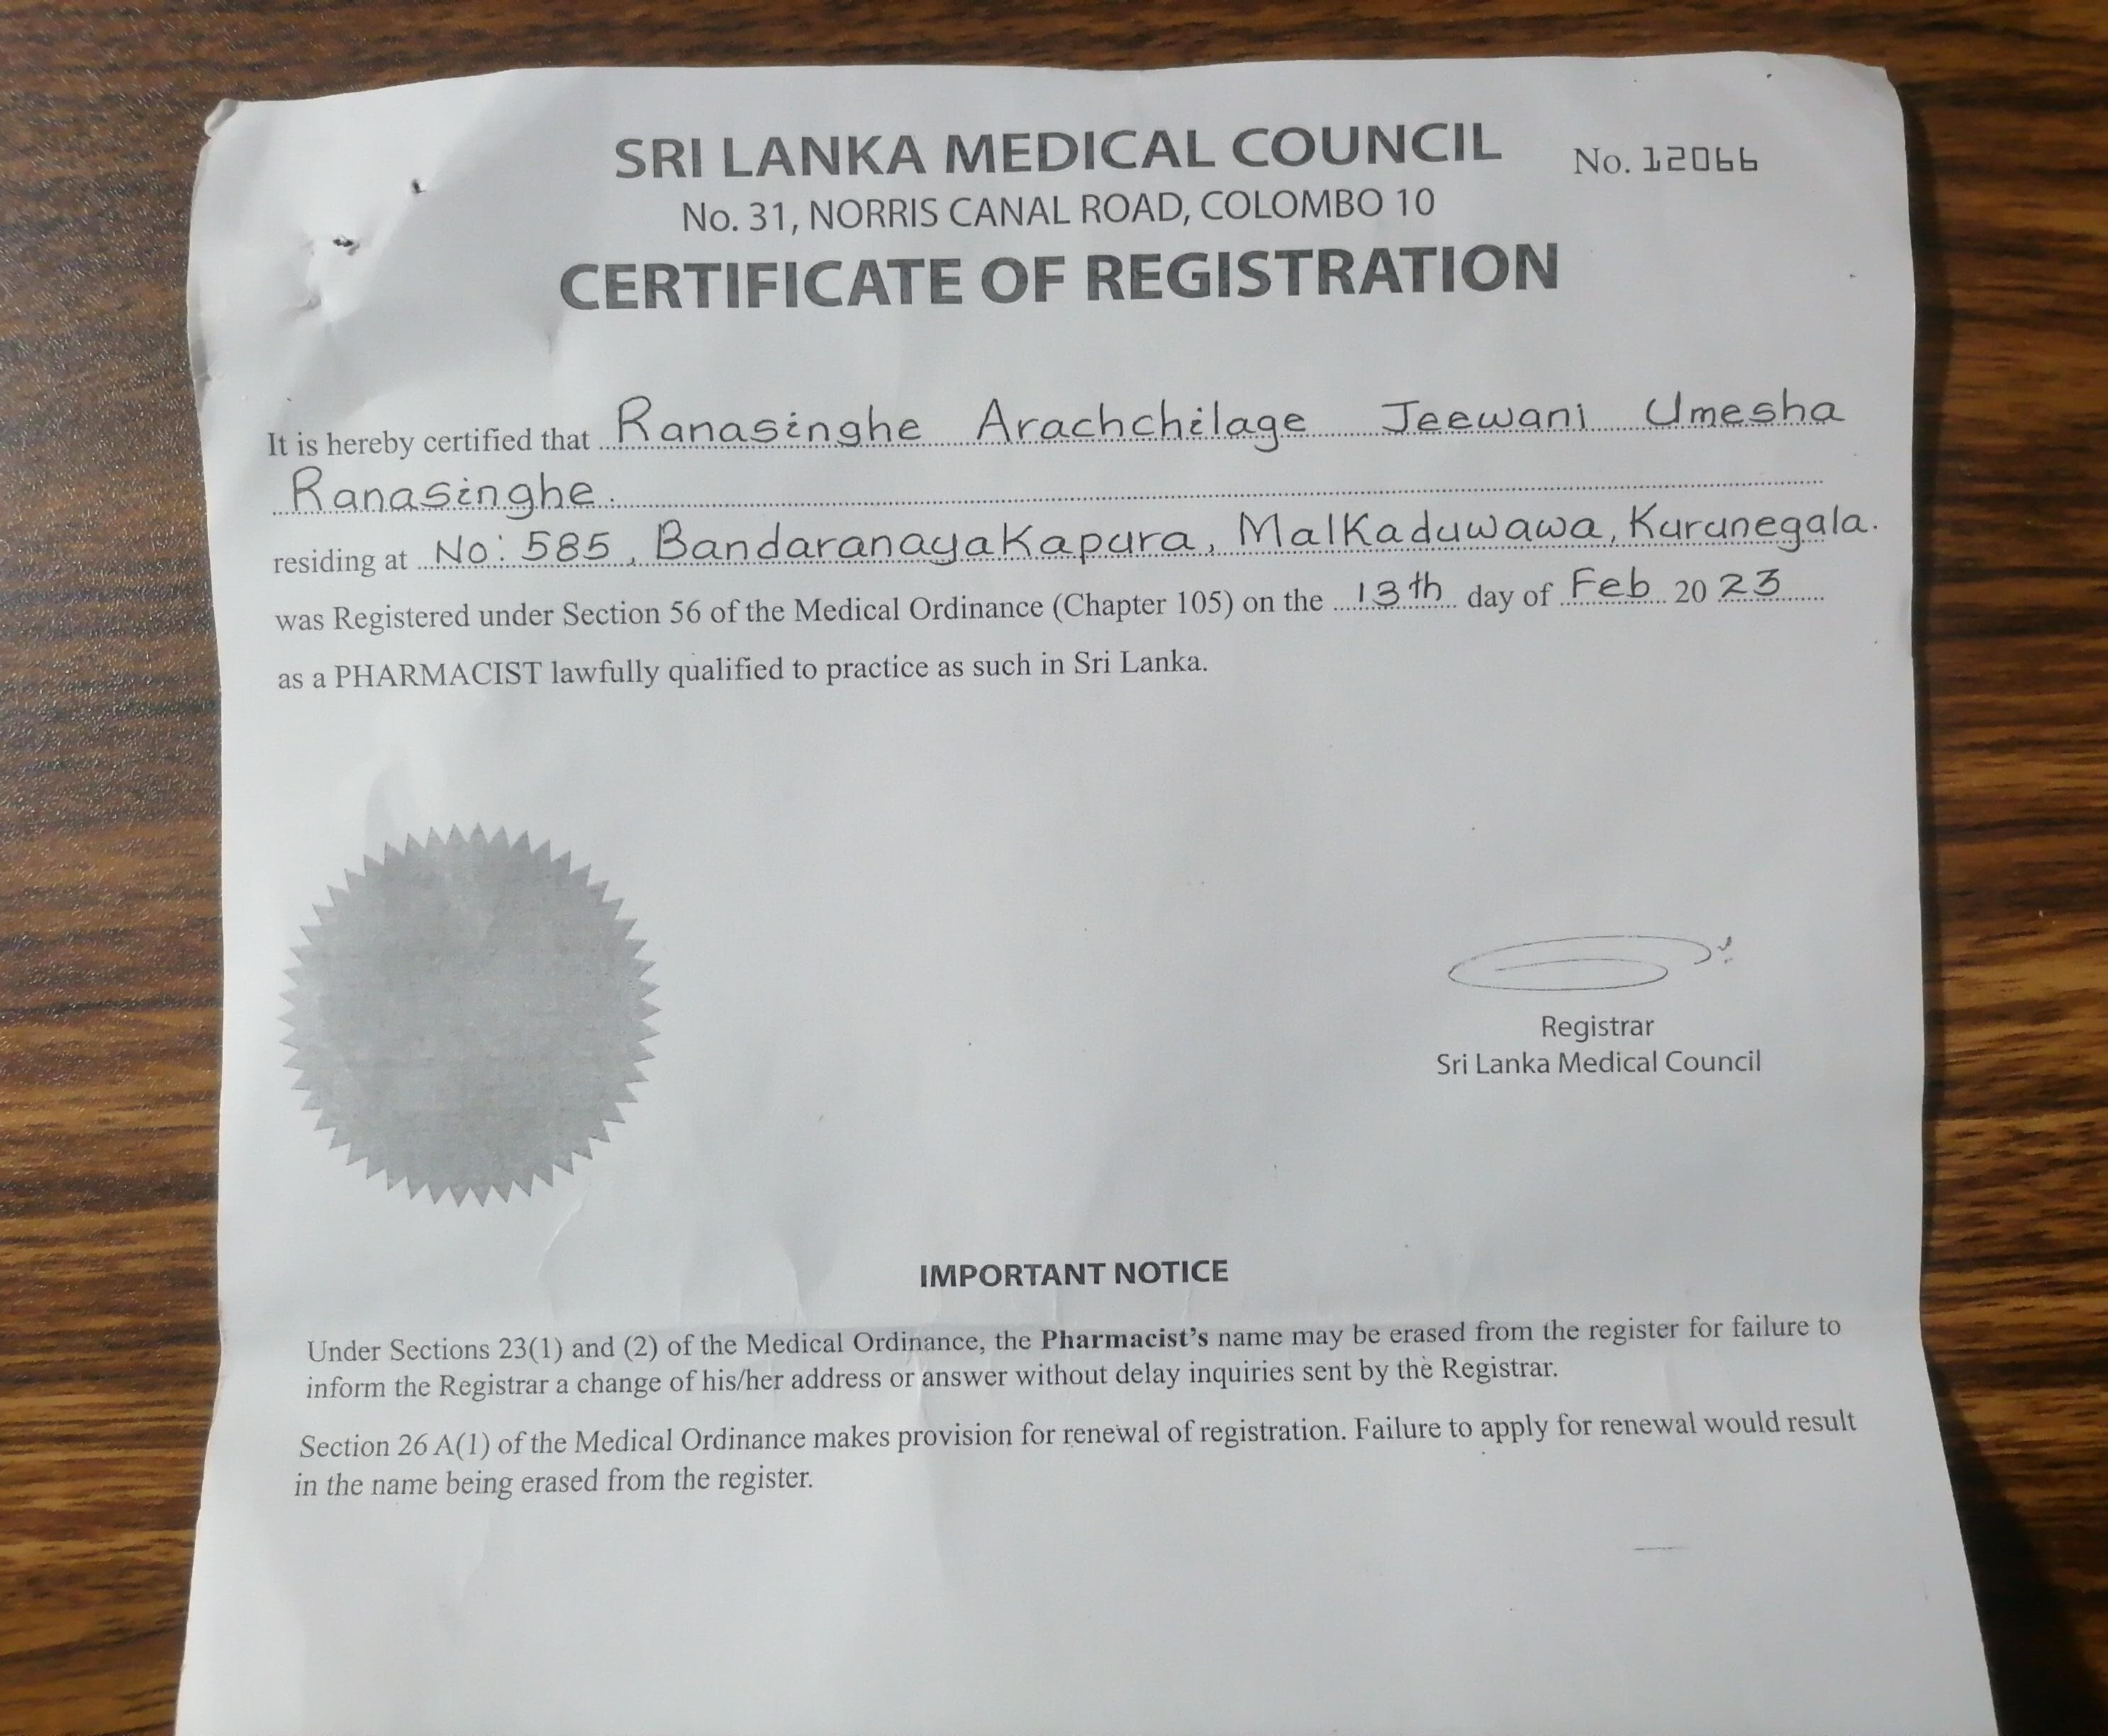 SRI LANKA MEDICAL COUNCIL No. 12066
No. 31, NORRIS CANAL ROAD, COLOMBO 10
CERTIFICATE OF REGISTRATION
It is hereby certified that Ranasinghe Arachchilage Jeewani Umesha
Ranasinghe.
residing at No: 585, Bandaranayakapura, Malkaduwawa, Kurunegala.
was Registered under Section 56 of the Medical Ordinance (Chapter 105) on the 13th day of Feb 2023
as a PHARMACIST lawfully qualified to practice as such in Sri Lanka.
Registrar
Sri Lanka Medical Council
IMPORTANT NOTICE
Under Sections 23(1) and (2) of the Medical Ordinance, the Pharmacist's name may be erased from the register for failure to
inform the Registrar a change of his/her address or answer without delay inquiries sent by the Registrar.
Section 26 A(1) of the Medical Ordinance makes provision for renewal of registration. Failure to apply for renewal would result
in the name being erased from the register.